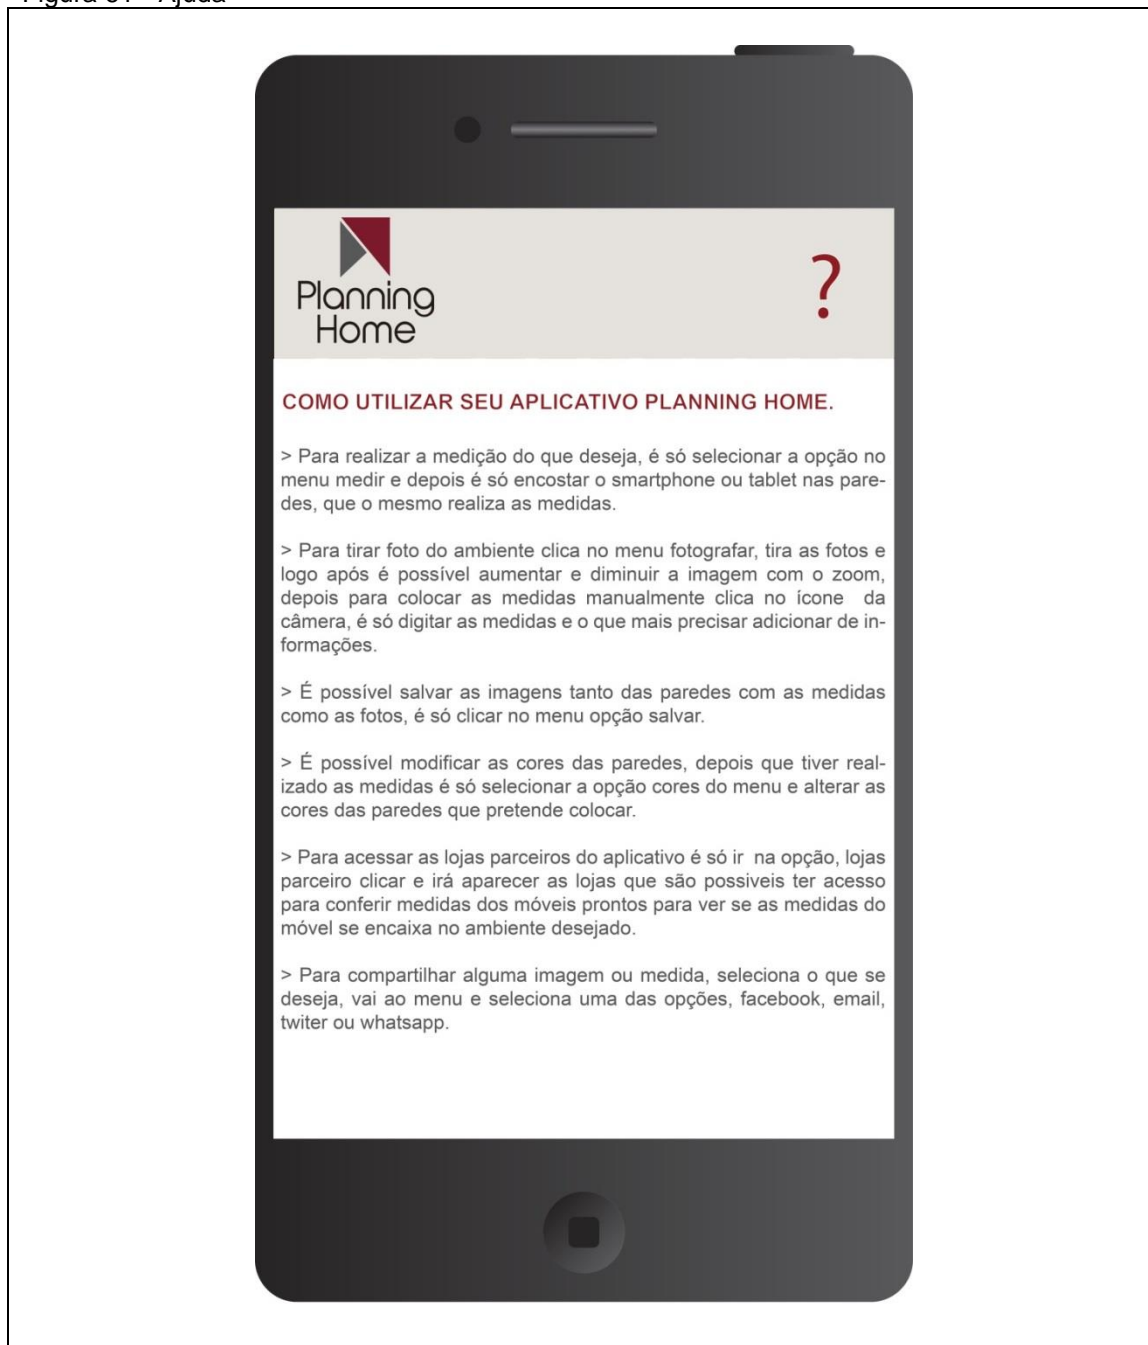 Ajuda
Planning
Home
?
COMO UTILIZAR SEU APLICATIVO PLANNING HOME.
> Para realizar a medição do que deseja, é só selecionar a opção no
menu medir e depois é só encostar o smartphone ou tablet nas pare-
des, que o mesmo realiza as medidas.
> Para tirar foto do ambiente clica no menu fotografar, tira as fotos e
logo após é possível aumentar e diminuir a imagem com o zoom,
depois para colocar as medidas manualmente clica no ícone da
câmera, é só digitar as medidas e o que mais precisar adicionar de in-
formações.
> É possível salvar as imagens tanto das paredes com as medidas
como as fotos, é só clicar no menu opção salvar.
> É possível modificar as cores das paredes, depois que tiver real-
izado as medidas é só selecionar a opção cores do menu e alterar as
cores das paredes que pretende colocar.
> Para acessar as lojas parceiros do aplicativo é só ir na opção, lojas
parceiro clicar e irá aparecer as lojas que são possiveis ter acesso
para conferir medidas dos móveis prontos para ver se as medidas do
móvel se encaixa no ambiente desejado.
> Para compartilhar alguma imagem ou medida, seleciona o que se
deseja, vai ao menu e seleciona uma das opções, facebook, email,
twiter ou whatsapp.